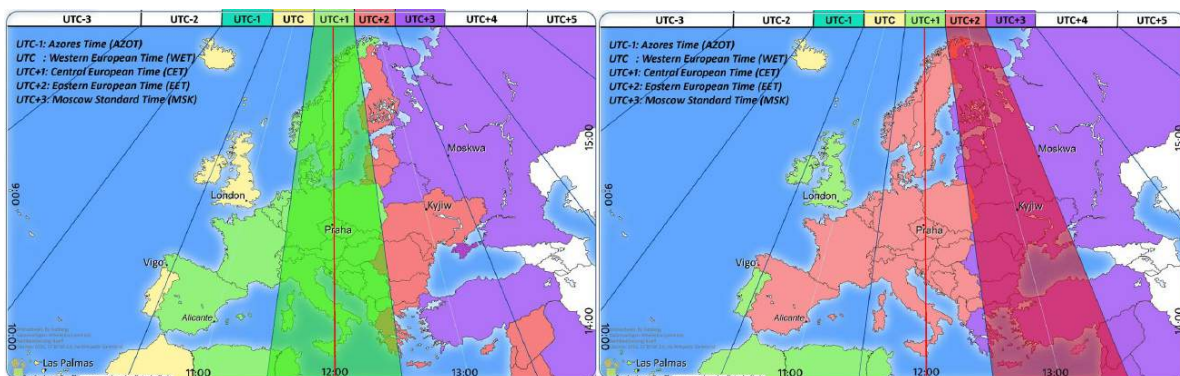 UTC-3 UTC-2 UTC-1 UTC UTC+1 UTC+2 UTC+3 UTC+4 UTC+5
UTC-1: Azores Time (AZOT)
UTC : Western European Time (WET)
UTC+1: Central European Time (CET)
UTC+2: Eastern European Time (EET)
UTC+3: Moscow Standard Time (MSK)
15:00
Moskwa
09:00
London
Kyjiw
Praha
Vigo
Alicante
10:00
14:00
Las Palmas
11:00
12:00
13:00
UTC-3 UTC-2 UTC-1 UTC UTC+1 UTC+2 UTC+3 UTC+4 UTC+5
UTC-1: Azores Time (AZOT)
UTC : Western European Time (WET)
UTC+1: Central European Time (CET)
UTC+2: Eastern European Time (EET)
UTC+3: Moscow Standard Time (MSK)
15:00
Moskwa
09:00
London
Kyjiw
Praha
Vigo
Alicante
10:00
14:00
Las Palmas
11:00
12:00
13:00